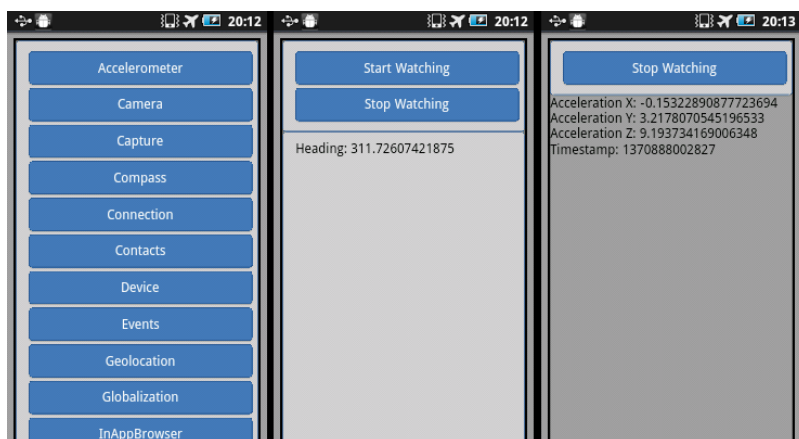 20:12
Accelerometer
Camera
Capture
Compass
Connection
Contacts
Device
Events
Geolocation
Globalization
InAppBrowser
20:12
Start Watching
Stop Watching
Heading: 311.72607421875
20:13
Stop Watching
Acceleration X: -0.15322890877723694
Acceleration Y: 3.2178070545196533
Acceleration Z: 9.193734169006348
Timestamp: 1370888002827